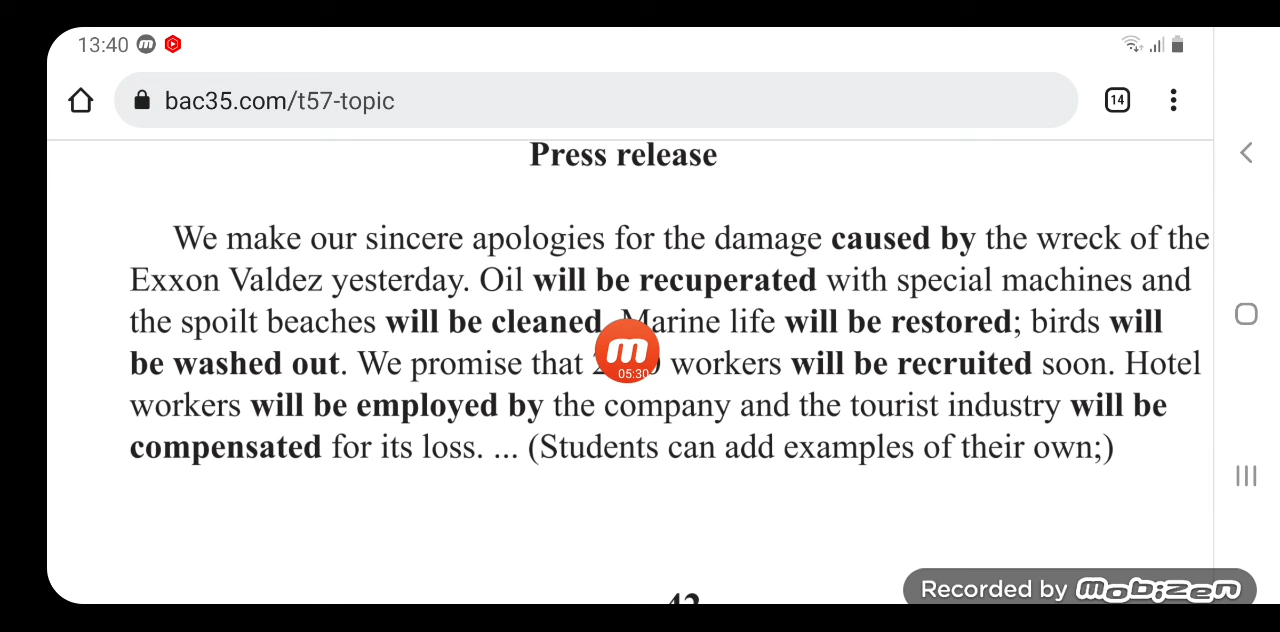 13:40
bac35.com/t57-topic
14
Press release
We make our sincere apologies for the damage caused by the wreck of the
Exxon Valdez yesterday. Oil will be recuperated with special machines and
the spoilt beaches will be cleaned. Marine life will be restored; birds will
be washed out. We promise that workers will be recruited soon. Hotel
workers will be employed by the company and the tourist industry will be
compensated for its loss. ... (Students can add examples of their own;)
m
05:30
42
Recorded by mobizen